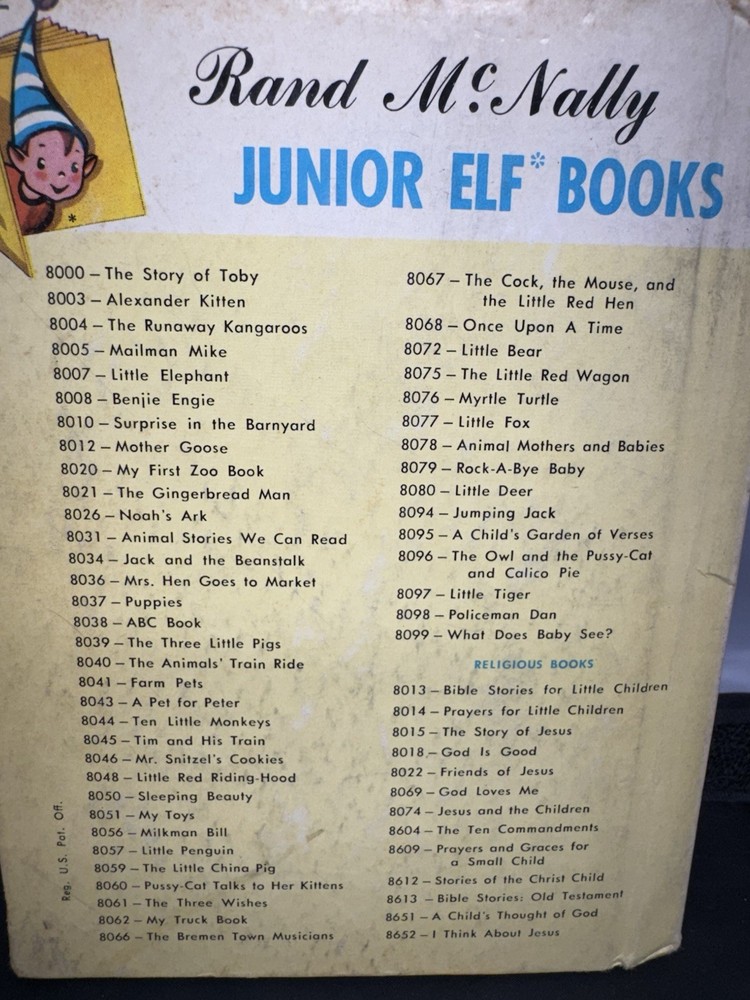 Rand McNally
JUNIOR ELF* BOOKS
*
8000 – The Story of Toby
8003 – Alexander Kitten
8004 – The Runaway Kangaroos
8005 – Mailman Mike
8007 – Little Elephant
8008 – Benjie Engie
8010 – Surprise in the Barnyard
8012 – Mother Goose
8020 – My First Zoo Book
8021 – The Gingerbread Man
8026 – Noah's Ark
8031 – Animal Stories We Can Read
8034 – Jack and the Beanstalk
8036 – Mrs. Hen Goes to Market
8037 – Puppies
8038 – ABC Book
8039 – The Three Little Pigs
8040 – The Animals' Train Ride
8041 – Farm Pets
8043 – A Pet for Peter
8044 – Ten Little Monkeys
8045 – Tim and His Train
8046 – Mr. Snitzel's Cookies
8048 – Little Red Riding-Hood
8050 – Sleeping Beauty
8051 – My Toys
8056 – Milkman Bill
8057 – Little Penguin
8059 – The Little China Pig
8060 – Pussy-Cat Talks to Her Kittens
8061 – The Three Wishes
8062 – My Truck Book
8066 – The Bremen Town Musicians
Reg. U.S. Pat. Off.
8067 – The Cock, the Mouse, and
the Little Red Hen
8068 – Once Upon A Time
8072 – Little Bear
8075 – The Little Red Wagon
8076 – Myrtle Turtle
8077 – Little Fox
8078 – Animal Mothers and Babies
8079 – Rock-A-Bye Baby
8080 – Little Deer
8094 – Jumping Jack
8095 – A Child's Garden of Verses
8096 – The Owl and the Pussy-Cat
and Calico Pie
8097 – Little Tiger
8098 – Policeman Dan
8099 – What Does Baby See?
RELIGIOUS BOOKS
8013 – Bible Stories for Little Children
8014 – Prayers for Little Children
8015 – The Story of Jesus
8018 – God Is Good
8022 – Friends of Jesus
8069 – God Loves Me
8074 – Jesus and the Children
8604 – The Ten Commandments
8609 – Prayers and Graces for
a Small Child
8612 – Stories of the Christ Child
8613 – Bible Stories: Old Testament
8651 – A Child's Thought of God
8652 – I Think About Jesus